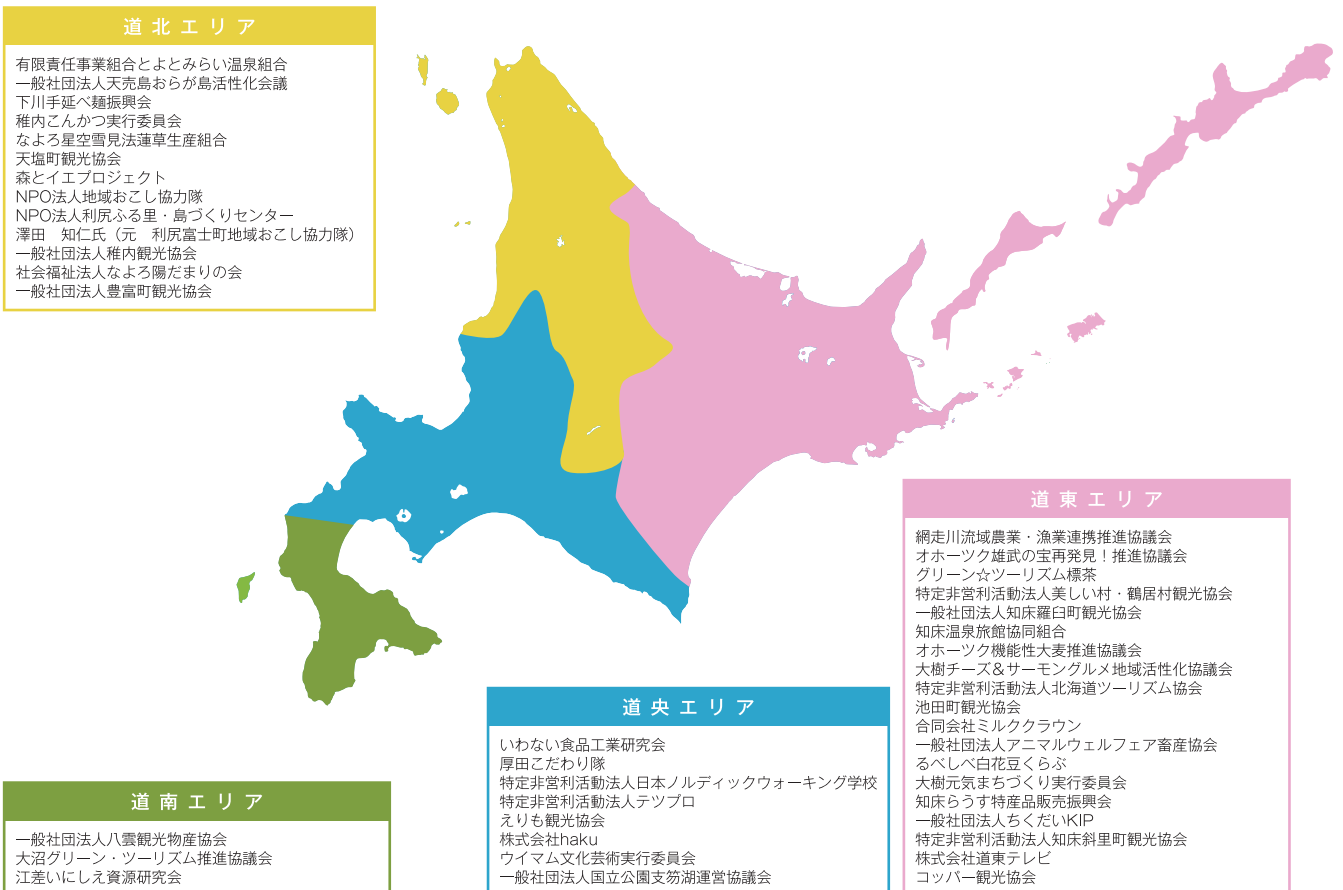 道北エリア
有限責任事業組合とよとみらい温泉組合
一般社団法人天売島おらが島活性化会議
下川手延べ麺振興会
稚内こんかつ実行委員会
なよろ星空雪見法蓮草生産組合
天塩町観光協会
森とイエプロジェクト
NPO法人地域おこし協力隊
NPO法人利尻ふる里・島づくりセンター
澤田　知仁氏（元　利尻富士町地域おこし協力隊）
一般社団法人稚内観光協会
社会福祉法人なよろ陽だまりの会
一般社団法人豊富町観光協会
道東エリア
網走川流域農業・漁業連携推進協議会
オホーツク雄武の宝再発見！推進協議会
グリーン☆ツーリズム標茶
特定非営利活動法人美しい村・鶴居村観光協会
一般社団法人知床羅臼町観光協会
知床温泉旅館協同組合
オホーツク機能性大麦推進協議会
大樹チーズ＆サーモングルメ地域活性化協議会
特定非営利活動法人北海道ツーリズム協会
池田町観光協会
合同会社ミルククラウン
一般社団法人アニマルウェルフェア畜産協会
るべしべ白花豆くらぶ
大樹元気まちづくり実行委員会
知床らうす特産品販売振興会
一般社団法人ちくだいKIP
特定非営利活動法人知床斜里町観光協会
株式会社道東テレビ
コッパー観光協会
道央エリア
いわない食品工業研究会
厚田こだわり隊
特定非営利活動法人日本ノルディックウォーキング学校
特定非営利活動法人テツプロ
えりも観光協会
株式会社haku
ウイマム文化芸術実行委員会
一般社団法人国立公園支笏湖運営協議会
道南エリア
一般社団法人八雲観光物産協会
大沼グリーン・ツーリズム推進協議会
江差いにしえ資源研究会